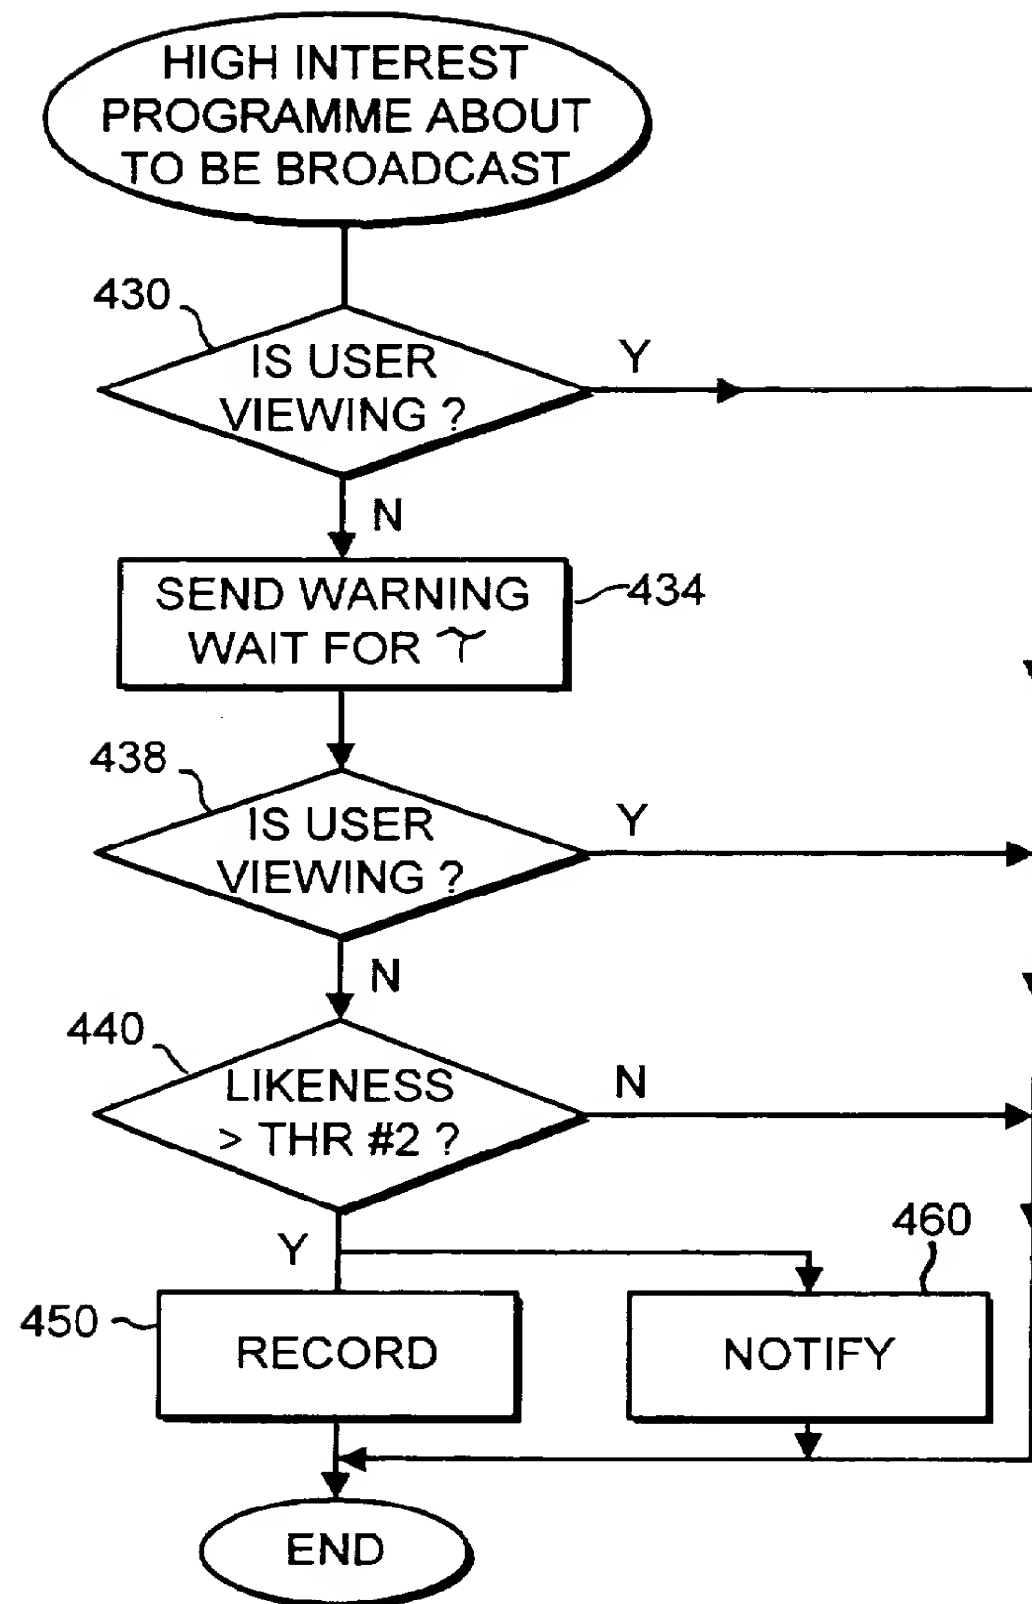 HIGH INTEREST
PROGRAMME ABOUT
TO BE BROADCAST
430
IS USER
VIEWING ?
Y
N
SEND WARNING
WAIT FOR τ
434
438
IS USER
VIEWING ?
Y
N
440
LIKENESS
> THR #2 ?
N
Y
460
450
RECORD
NOTIFY
END